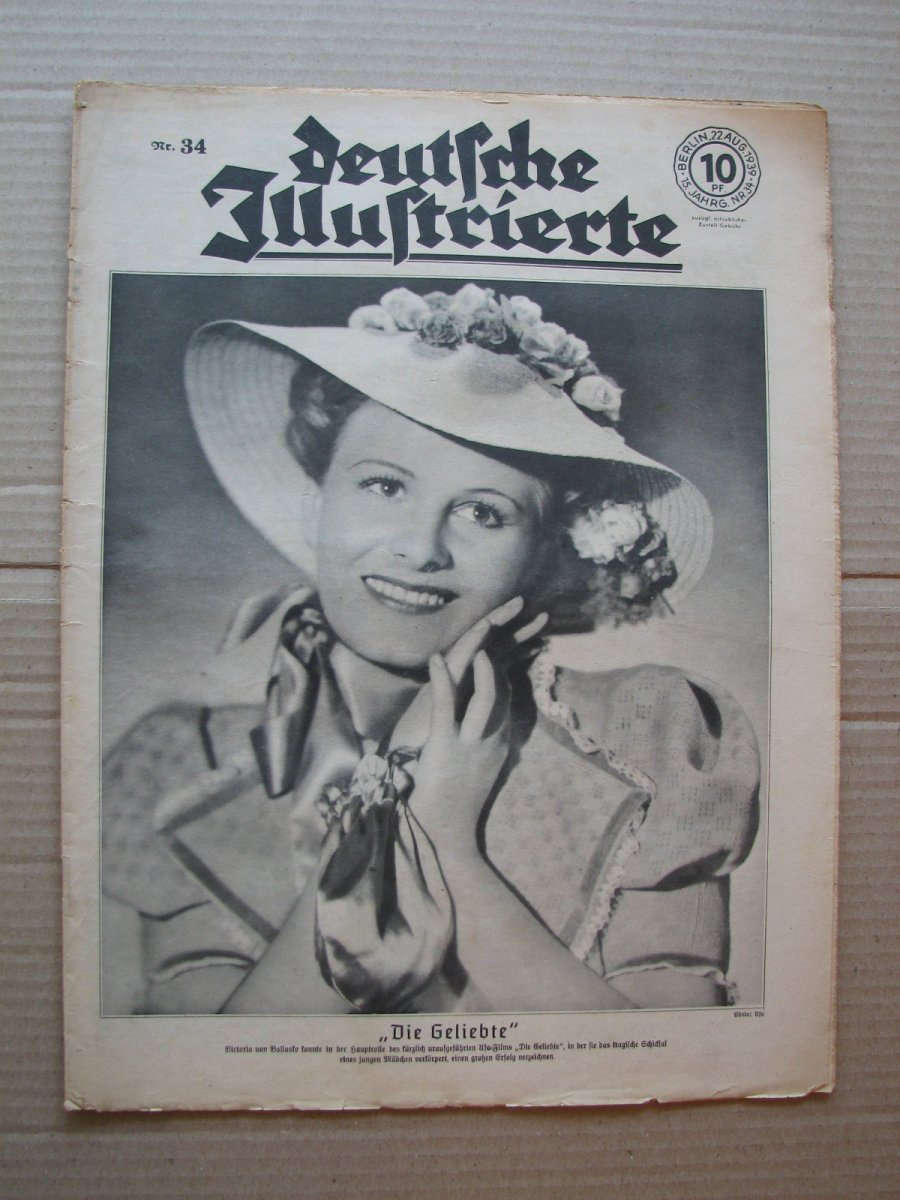 Nr. 34
Deutsche
Illustrierte
BERLIN, 22 AUG. 1939
10
PF.
15. JAHRG. NR 34
zuzügl. ortsüblicher
Zustell-Gebühr
Photo: Ufa
„Die Geliebte“
Victoria von Ballasko konnte in der Hauptrolle des kürzlich uraufgeführten Ufa-Films „Die Geliebte“, in der sie das tragische Schicksal
eines jungen Mädchen verkörpert, einen großen Erfolg verzeichnen.